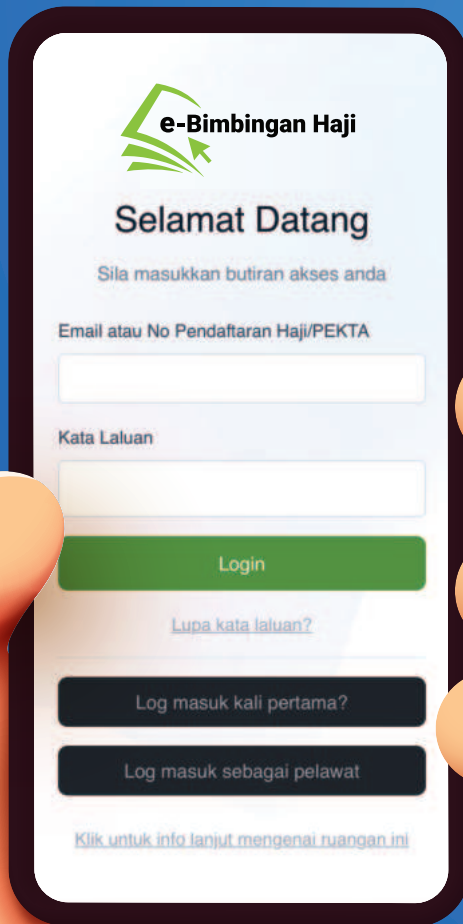 e-Bimbingan Haji
Selamat Datang
Sila masukkan butiran akses anda
Email atau No Pendaftaran Haji/PEKTA
Kata Laluan
Login
Lupa kata laluan?
Log masuk kali pertama?
Log masuk sebagai pelawat
Klik untuk info lanjut mengenai ruangan ini